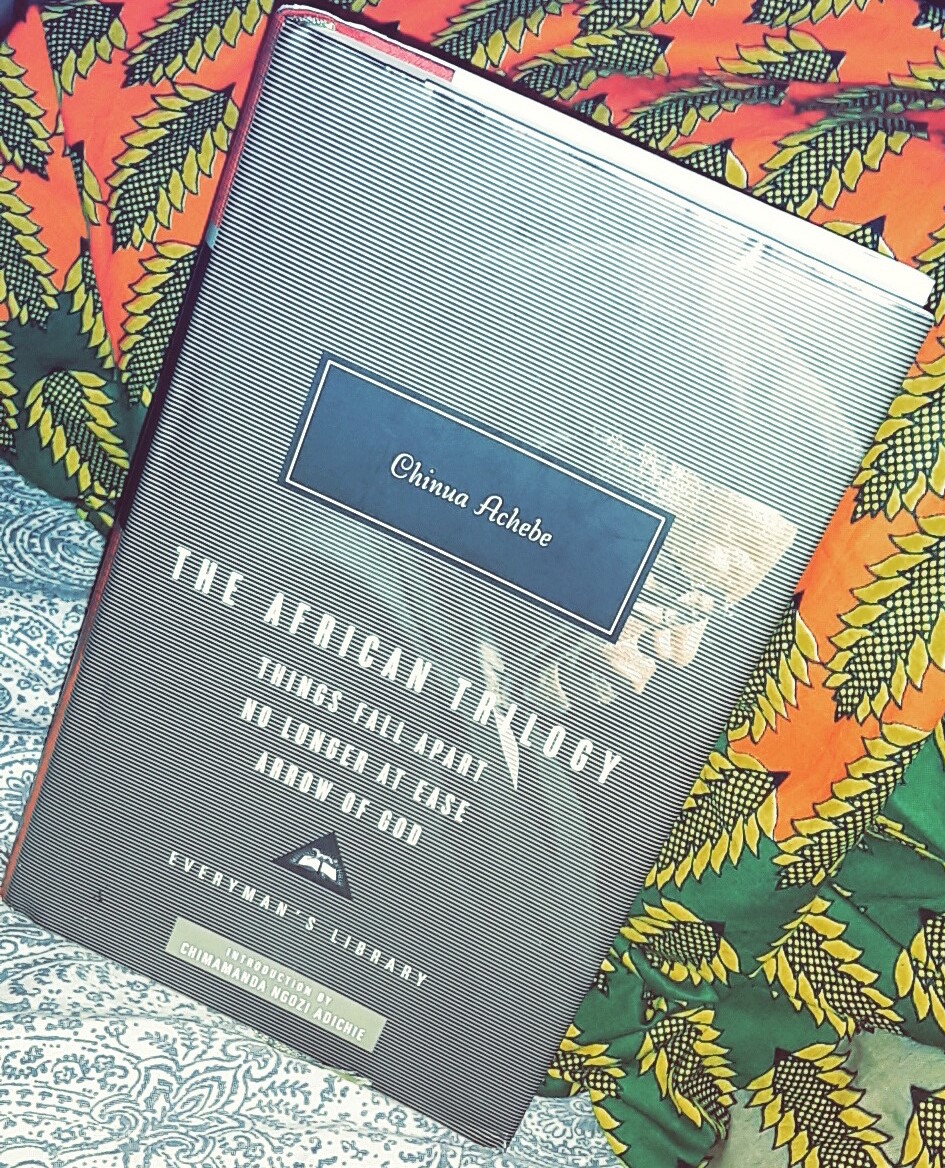 Chinua Achebe
THE AFRICAN TRILOGY
THINGS FALL APART
NO LONGER AT EASE
ARROW OF GOD
EVERYMAN'S LIBRARY
INTRODUCTION BY
CHIMAMANDA NGOZI ADICHIE